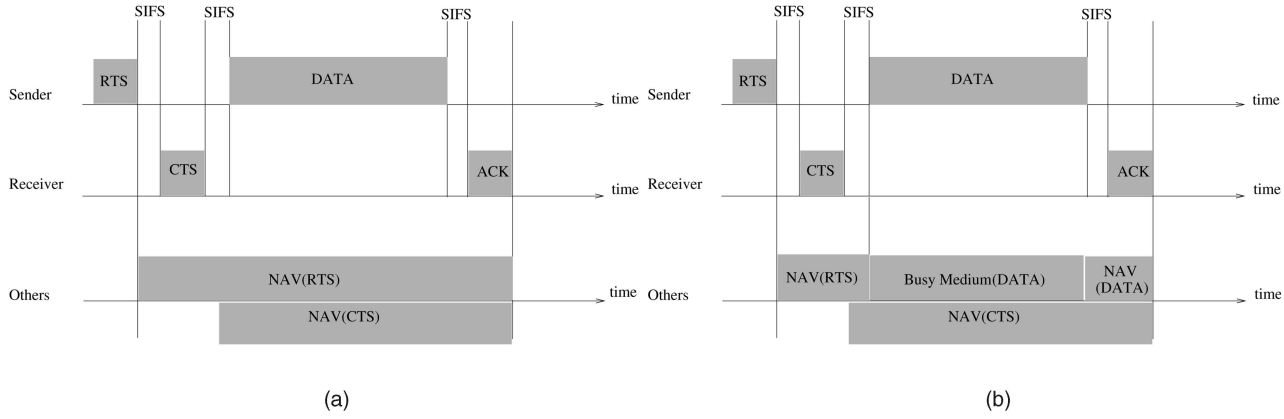 SIFS SIFS SIFS
RTS DATA
Sender time
CTS ACK
Receiver time
NAV(RTS)
Others time
NAV(CTS)
(a)
SIFS SIFS SIFS
RTS DATA
Sender time
CTS ACK
Receiver time
NAV(RTS) Busy Medium(DATA) NAV
(DATA)
Others time
NAV(CTS)
(b)